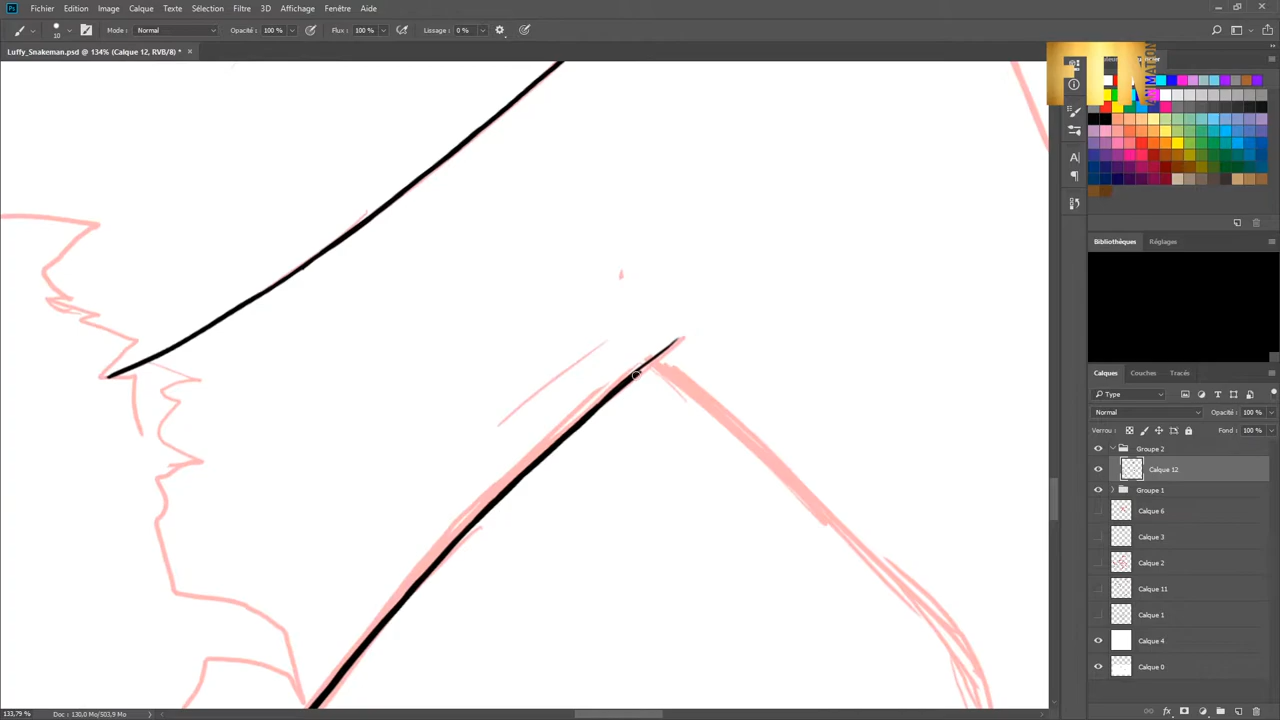 Ps Fichier Edition Image Calque Texte Sélection Filtre 3D Affichage Fenêtre Aide
10 Mode : Normal Opacité : 100 % Flux : 100 % Lissage : 0 %
Luffy_Snakeman.psd @ 134% (Calque 12, RVB/8) *
FAN
ANIMATION
Bibliothèques Réglages
Calques Couches Tracés
Type
Normal Opacité : 100 %
Verrou : Fond : 100 %
Groupe 2
Calque 12
Groupe 1
Calque 6
Calque 3
Calque 2
Calque 11
Calque 1
Calque 4
Calque 0
133,79 % Doc : 130,0 Mo/503,9 Mo
fx